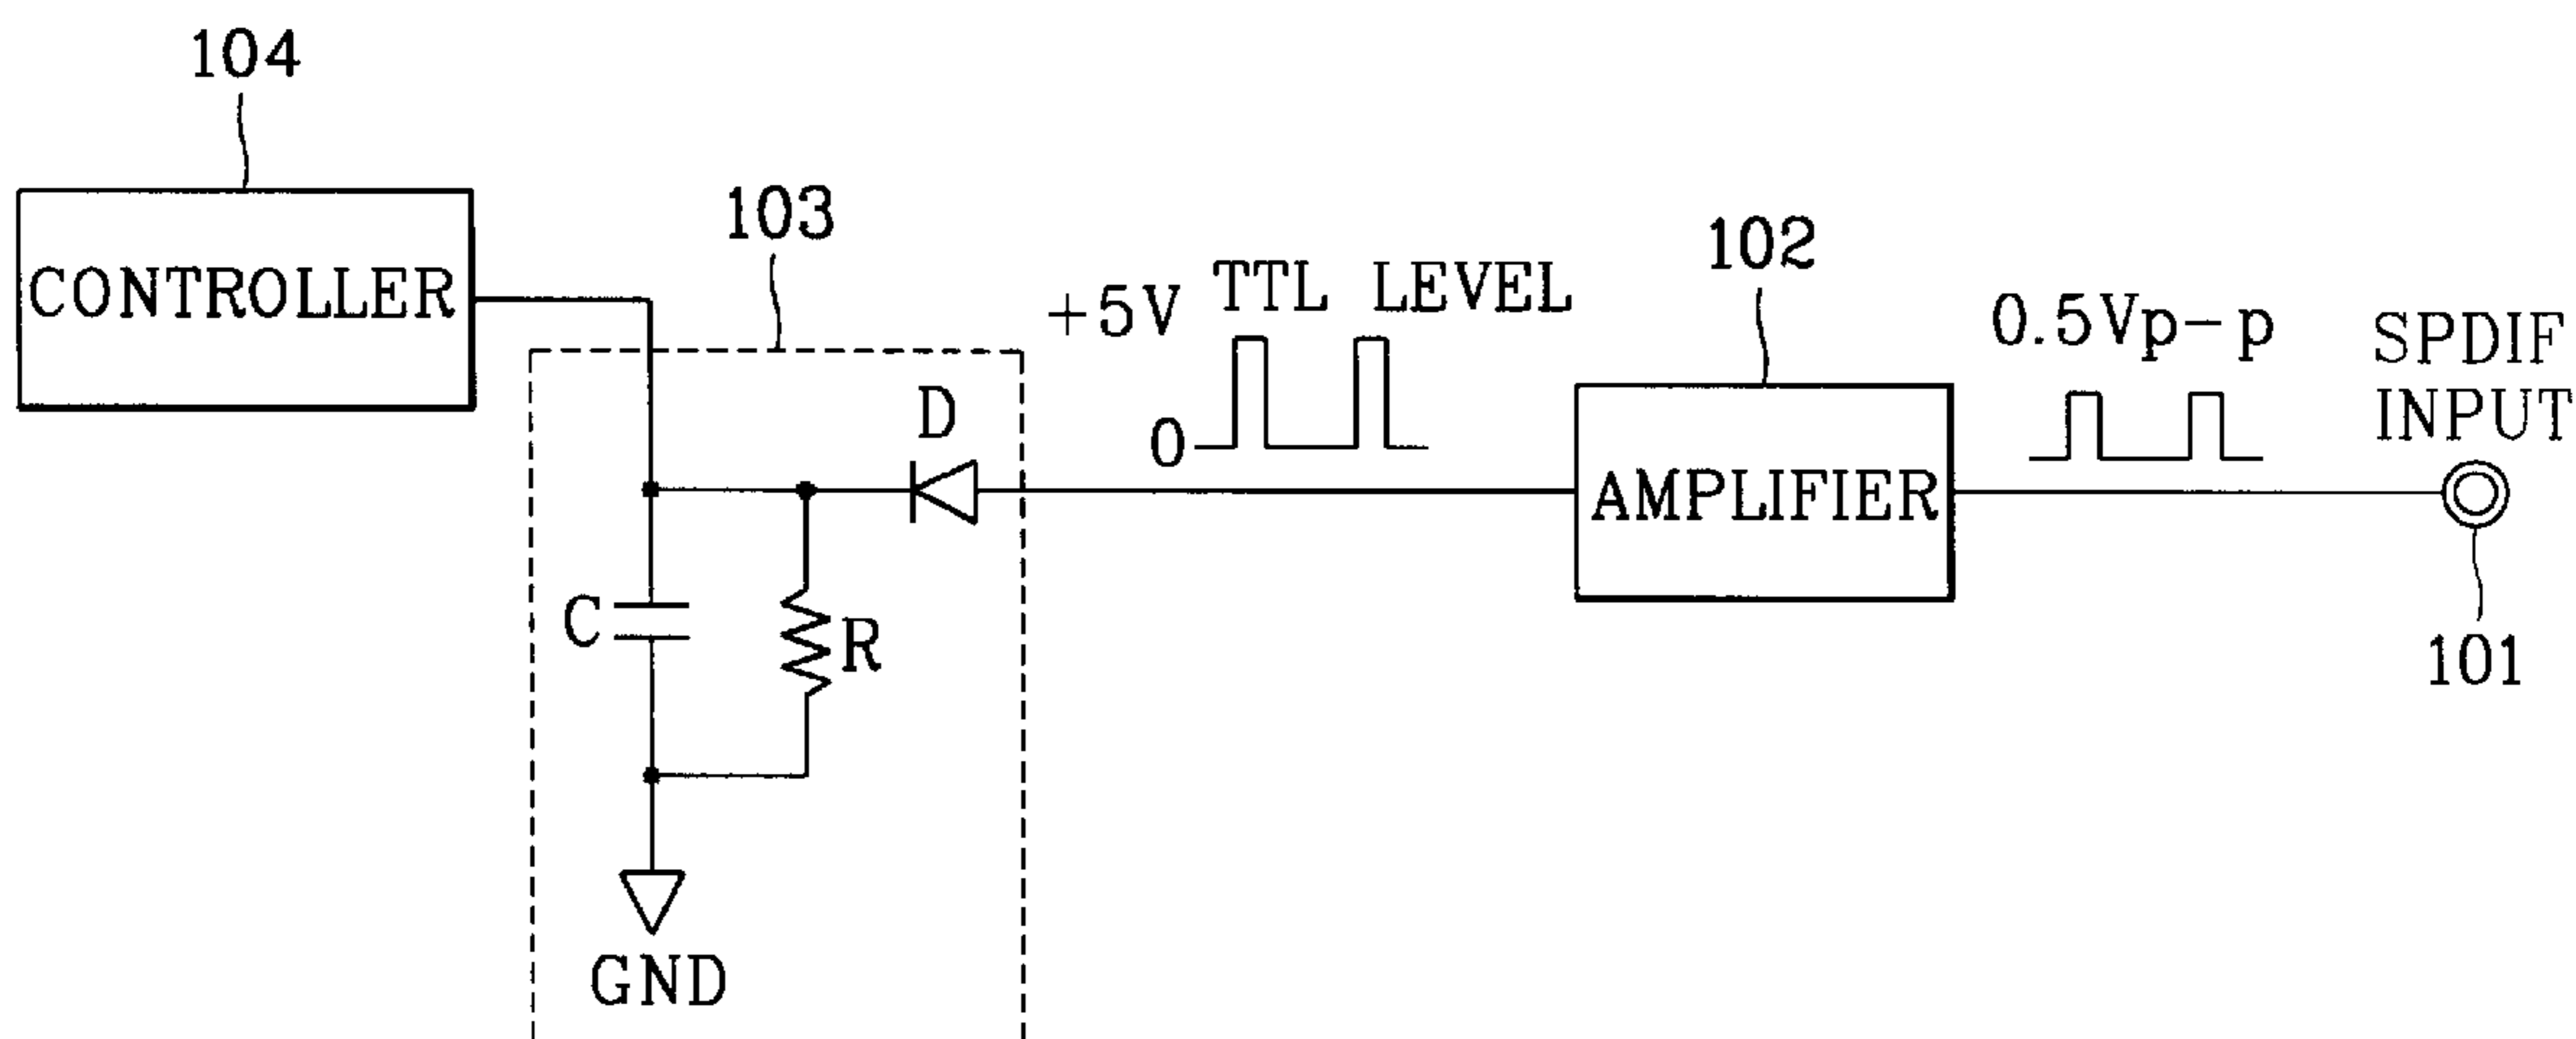 104
CONTROLLER
103
D
C
R
GND
+5V TTL LEVEL
0
102
AMPLIFIER
0.5Vp-p
SPDIF
INPUT
101